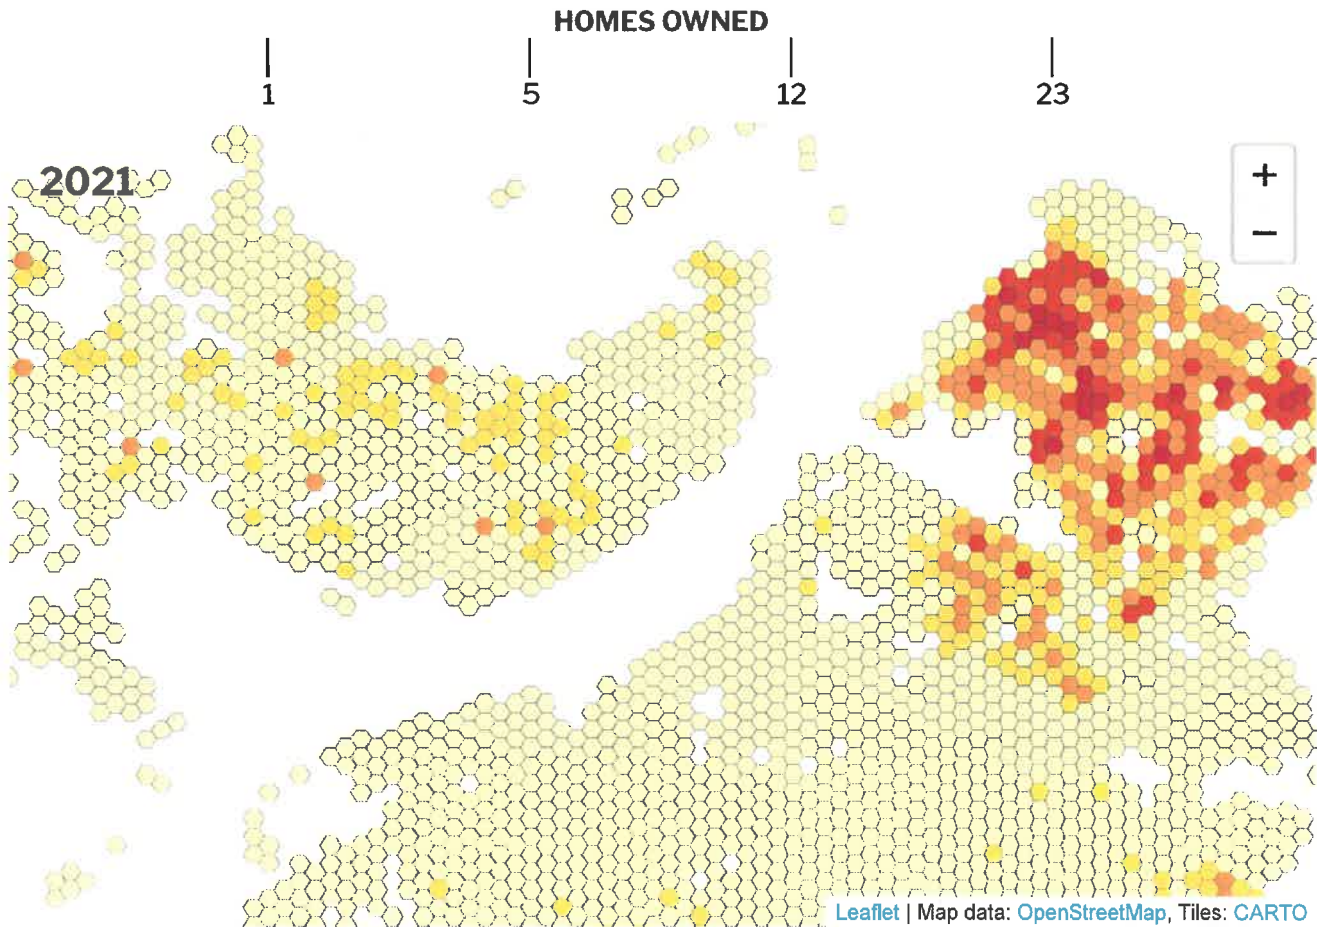 HOMES OWNED
1 5 12 23
2021
+
−
Leaflet | Map data: OpenStreetMap, Tiles: CARTO